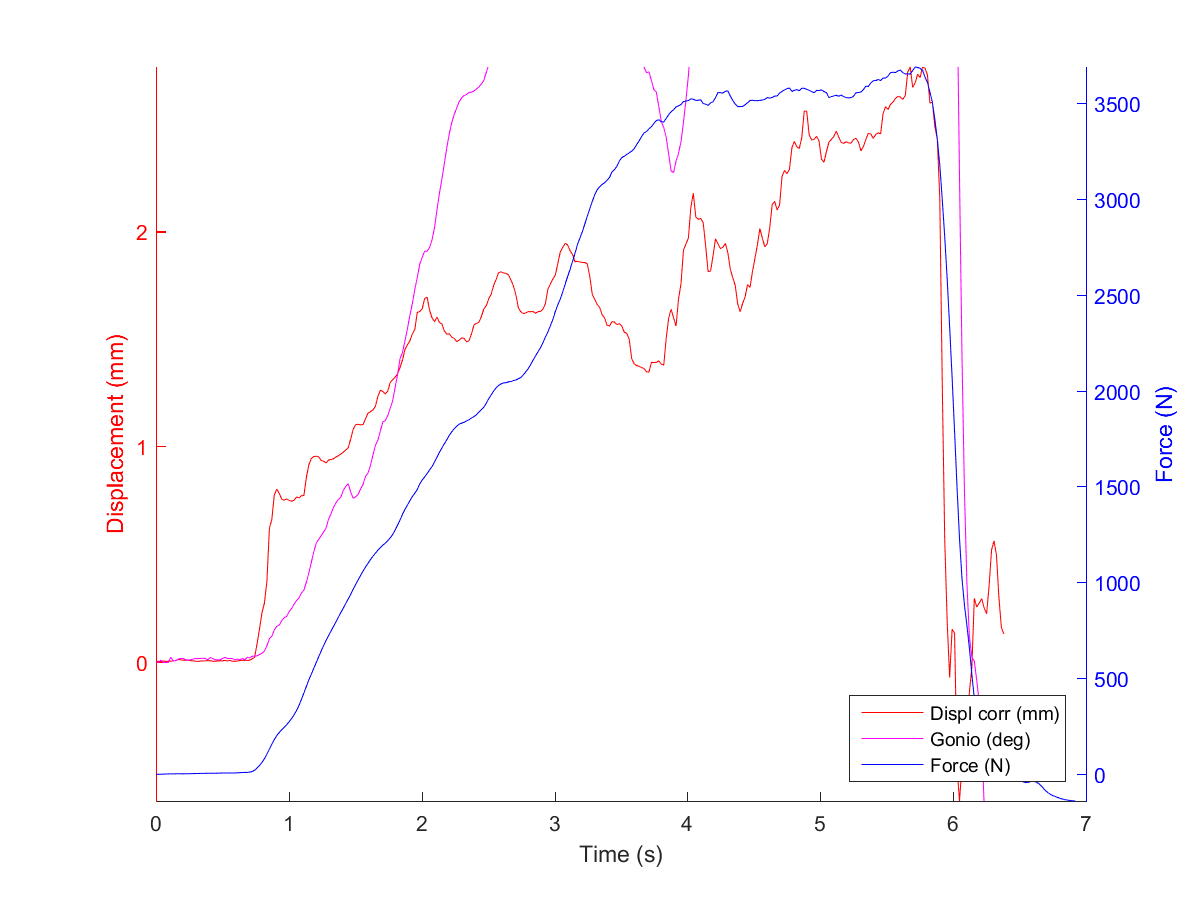 Displacement (mm)
2
1
0
3500
3000
2500
2000
1500
1000
500
0
Force (N)
Displ corr (mm)
Gonio (deg)
Force (N)
0 1 2 3 4 5 6 7
Time (s)